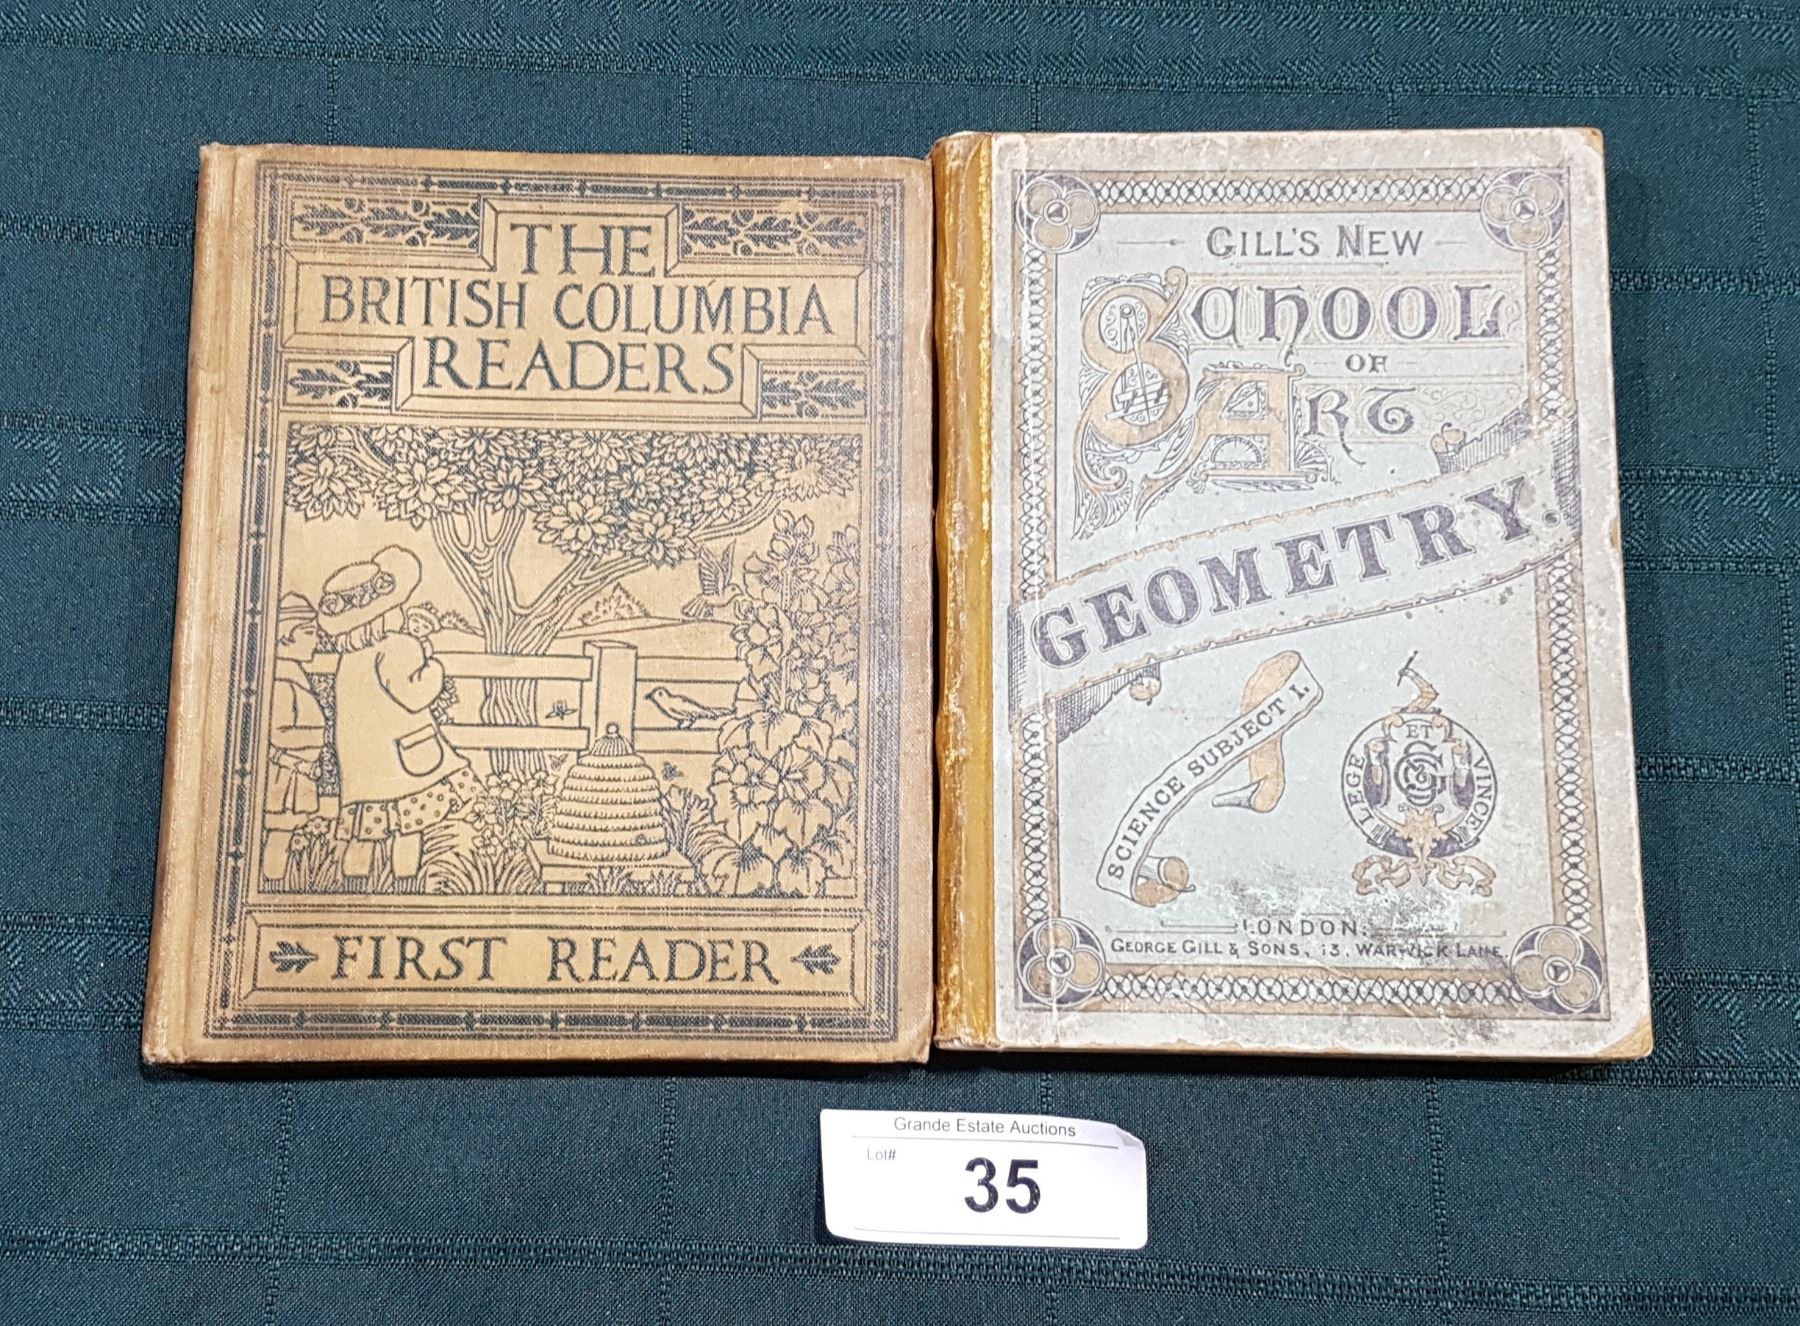 THE
BRITISH COLUMBIA
READERS
FIRST READER
GILL'S NEW
SCHOOL
OF
ART
GEOMETRY.
SCIENCE SUBJECT I.
LEGE ET VINCE
GS&S
LONDON:
GEORGE GILL & SONS, 13, WARWICK LANE.
Grande Estate Auctions
Lot#
35